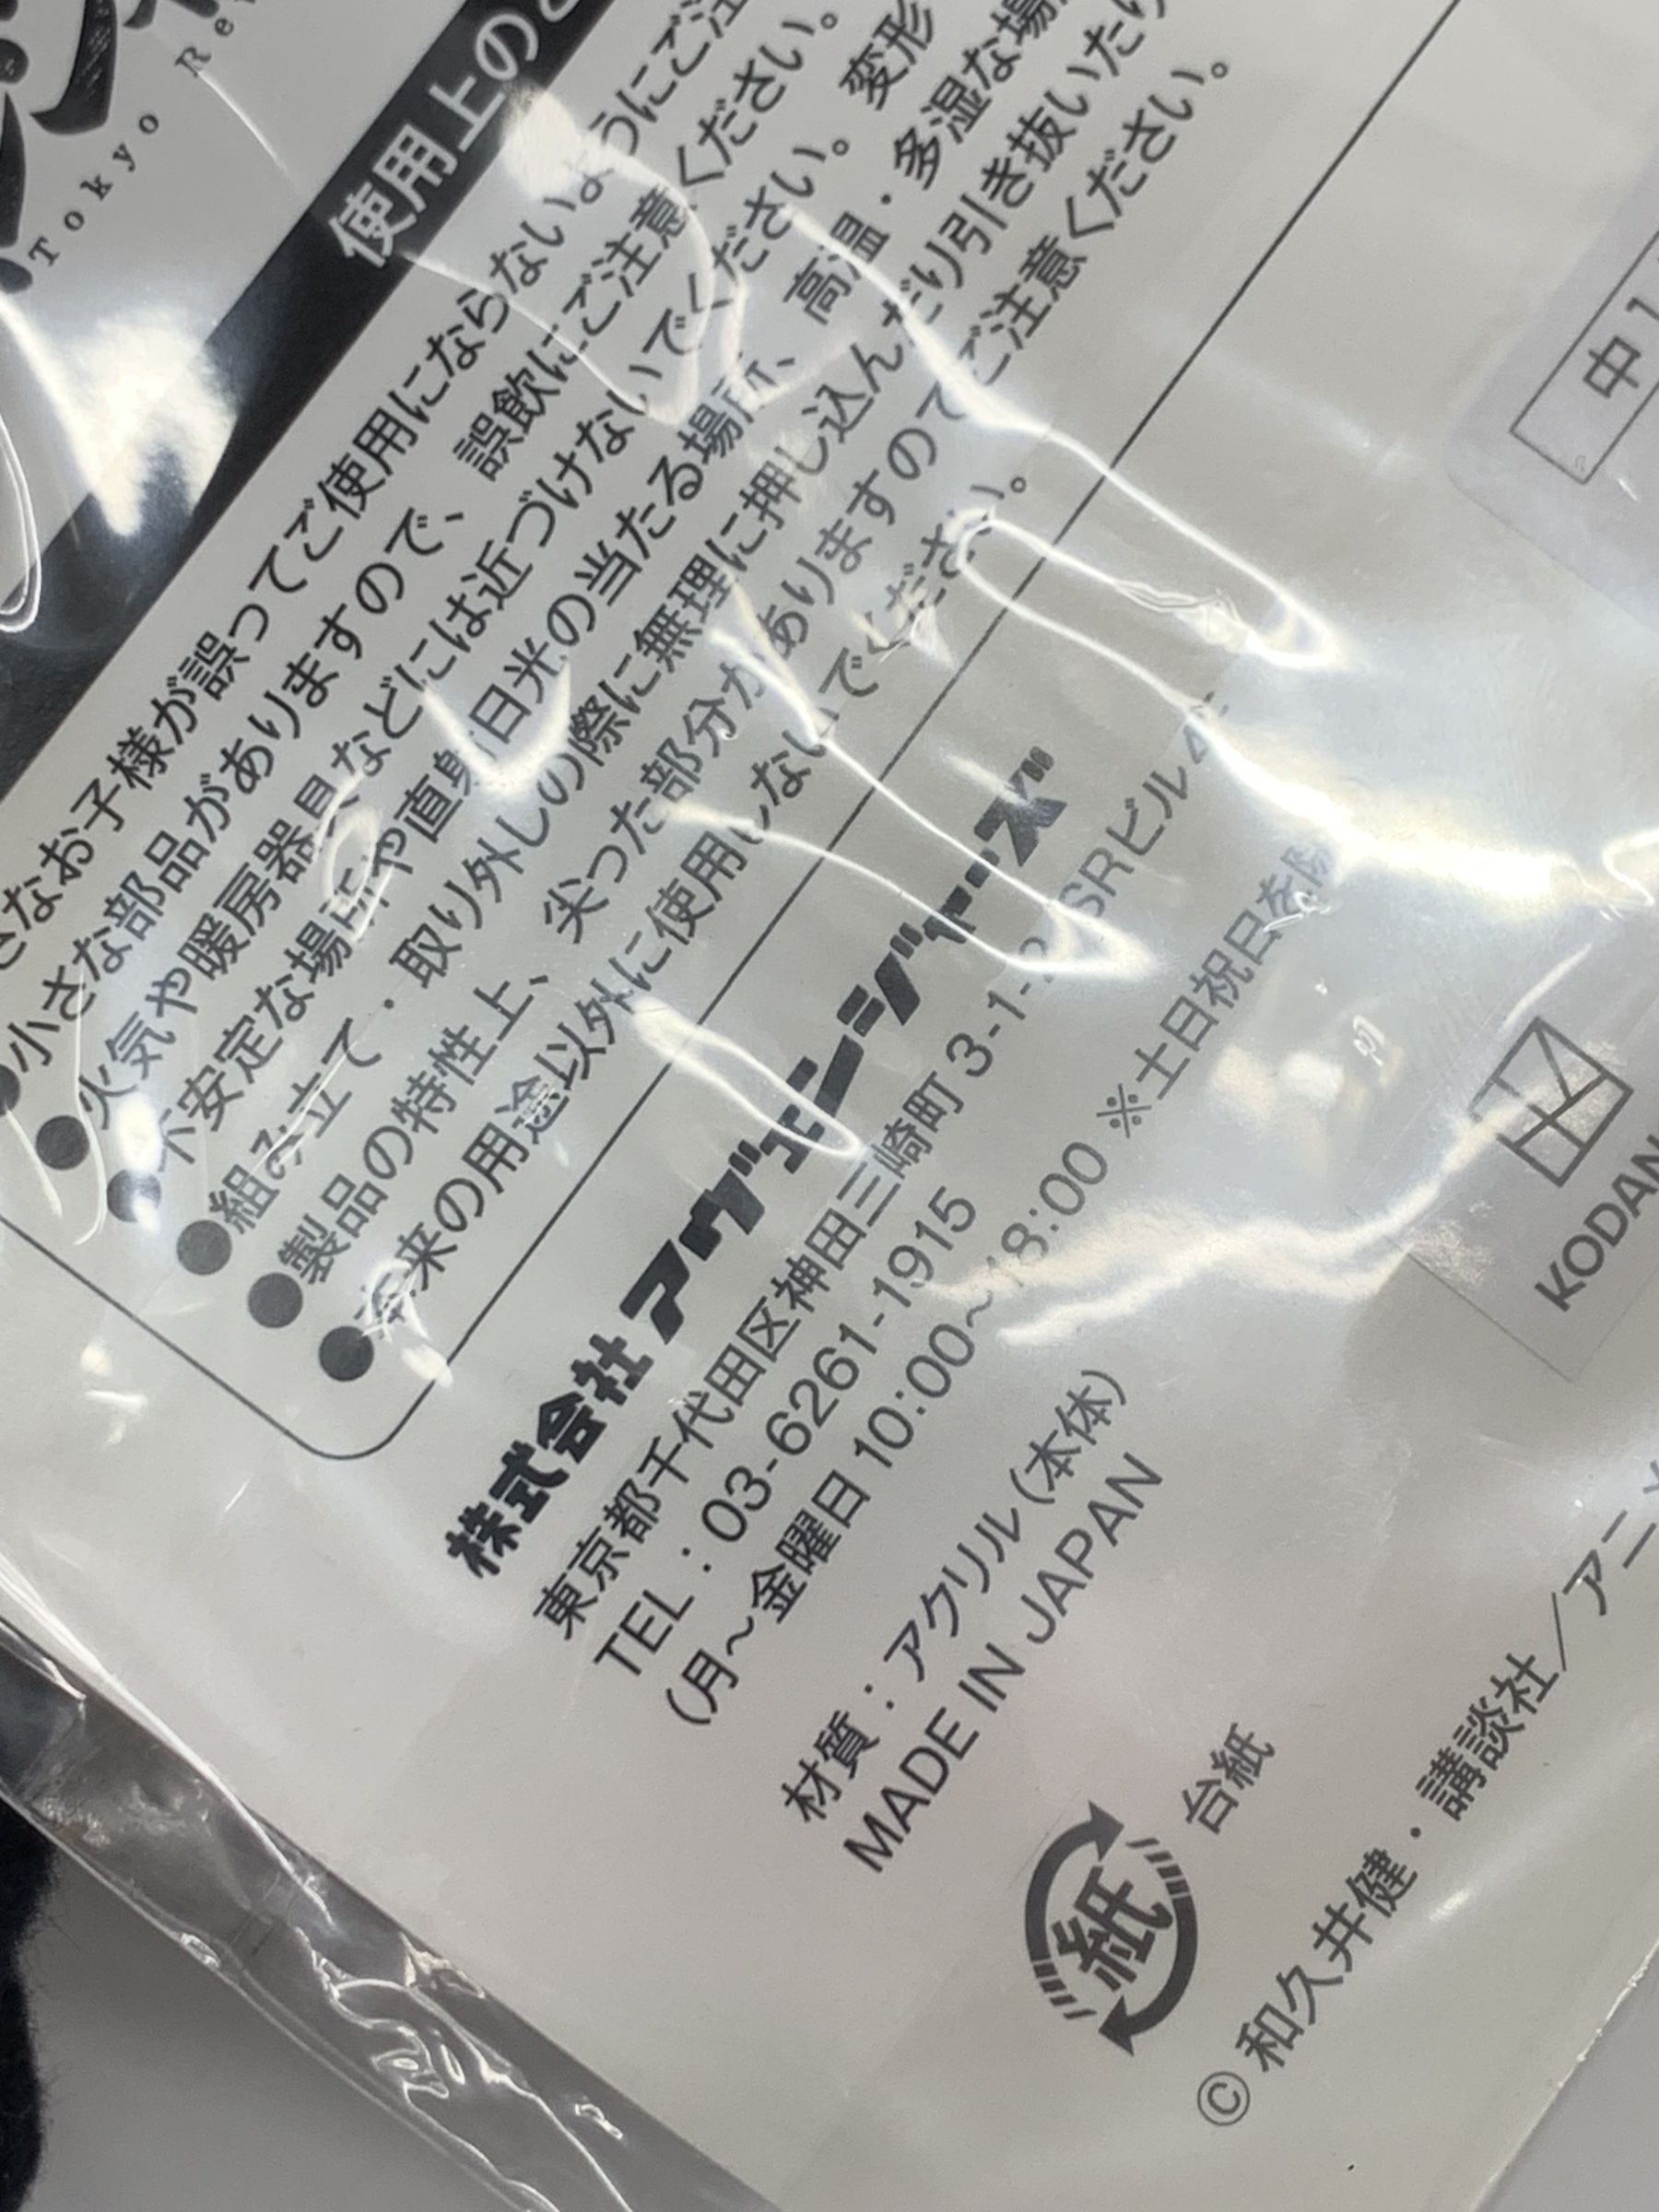 Tokyo Re
使用上のご
さなお子様が誤ってご使用にならないようにご注
●小さな部品がありますので、誤飲にご注意ください。
●火気や暖房器具などには近づけないでください。変形
●不安定な場所や直射日光の当たる場所、高温・多湿な場
●組み立て・取り外しの際に無理に押し込んだり引き抜いたり
●製品の特性上、尖った部分がありますのでご注意ください。
●本来の用途以外に使用しないでください。
株式会社アヴェンジャーズ
東京都千代田区神田三崎町 3-1-2 SRビル
TEL：03-6261-1915
（月～金曜日 10:00～18:00 ※土日祝日を除
材質：アクリル（本体）
MADE IN JAPAN
紙 台紙
© 和久井健・講談社／アニメ
中1
KODAN